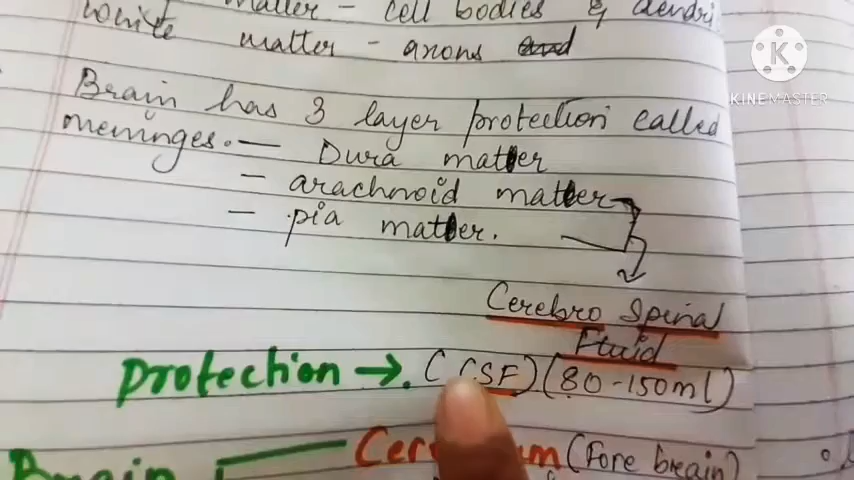 matter - cell bodies & dendri
white matter - axons and
Brain has 3 layer protection called
meninges. — Dura matter
— arachnoid matter
— pia matter.
Cerebro Spinal
Fluid
Protection → (CSF) (80-150ml)
Brain — (Fore brain)
K
KINEMASTER